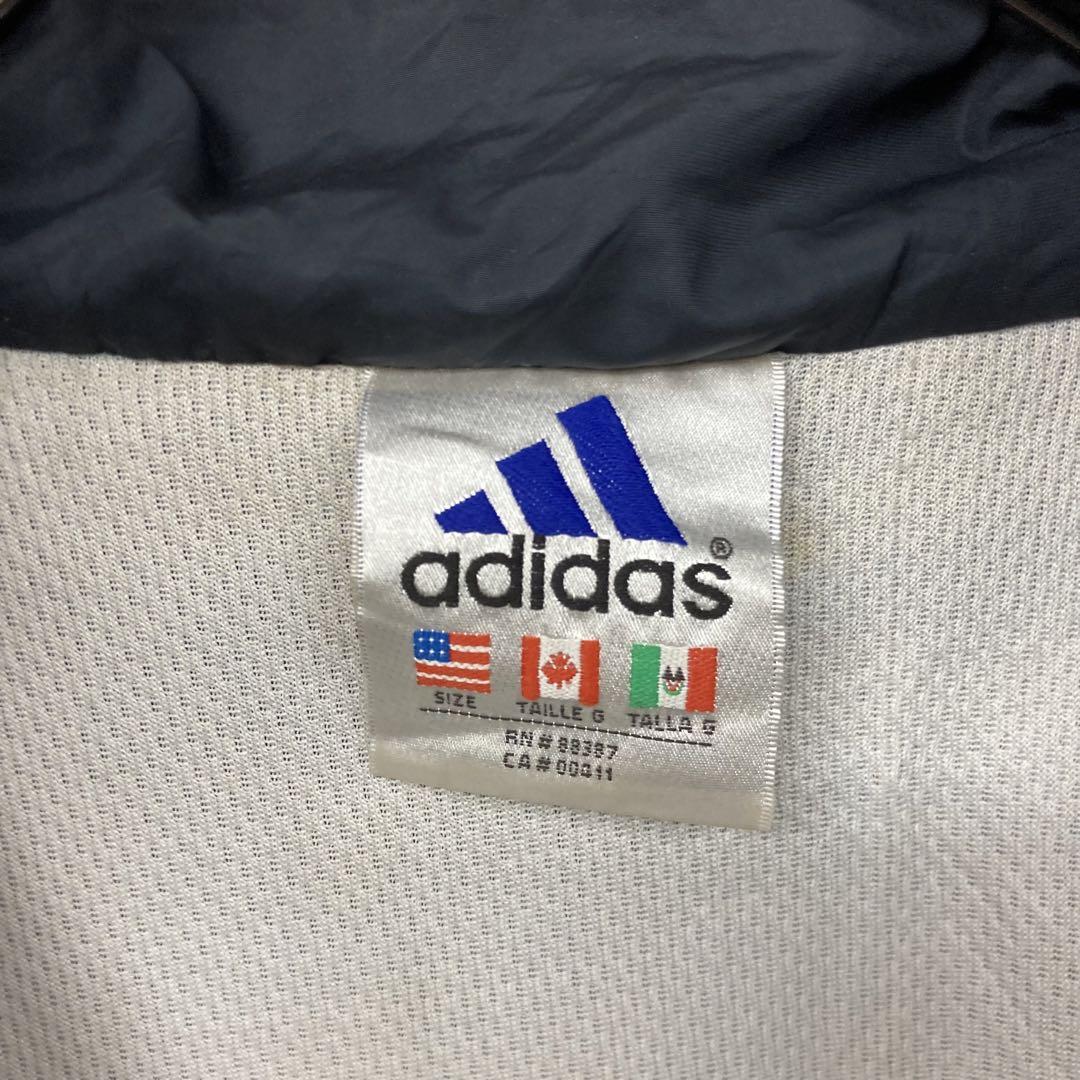 adidas®
SIZE TAILLE G TALLA G
RN # 88387
CA # 00411